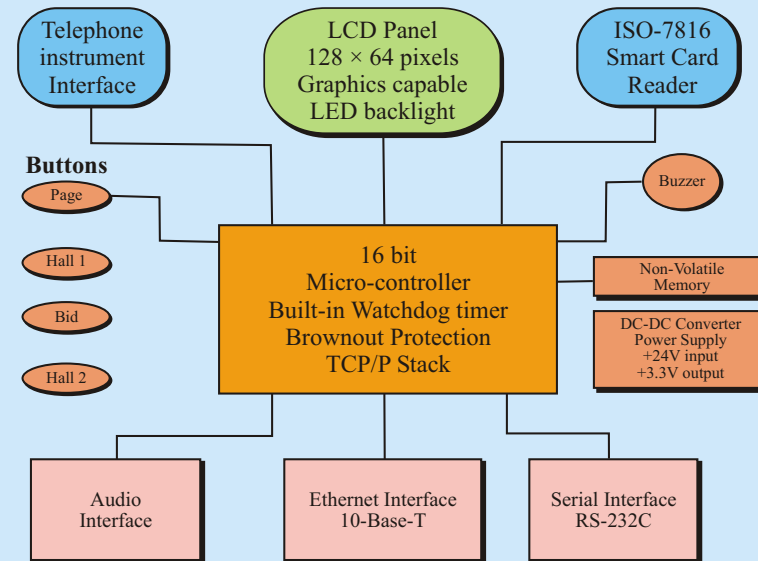 Telephone
instrument
Interface
LCD Panel
128 × 64 pixels
Graphics capable
LED backlight
ISO-7816
Smart Card
Reader
Buttons
Page
Hall 1
Bid
Hall 2
Buzzer
16 bit
Micro-controller
Built-in Watchdog timer
Brownout Protection
TCP/P Stack
Non-Volatile
Memory
DC-DC Converter
Power Supply
+24V input
+3.3V output
Audio
Interface
Ethernet Interface
10-Base-T
Serial Interface
RS-232C